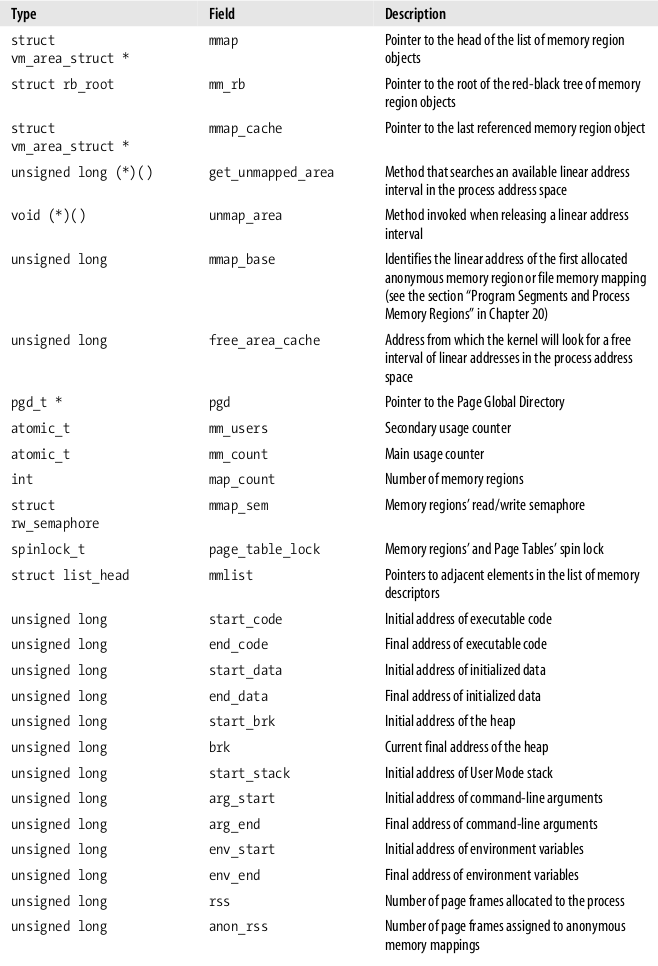 Type Field Description
struct mmap Pointer to the head of the list of memory region
vm_area_struct * objects
struct rb_root mm_rb Pointer to the root of the red-black tree of memory
region objects
struct mmap_cache Pointer to the last referenced memory region object
vm_area_struct *
unsigned long (*)() get_unmapped_area Method that searches an available linear address
interval in the process address space
void (*)() unmap_area Method invoked when releasing a linear address
interval
unsigned long mmap_base Identifies the linear address of the first allocated
anonymous memory region or file memory mapping
(see the section “Program Segments and Process
Memory Regions” in Chapter 20)
unsigned long free_area_cache Address from which the kernel will look for a free
interval of linear addresses in the process address
space
pgd_t * pgd Pointer to the Page Global Directory
atomic_t mm_users Secondary usage counter
atomic_t mm_count Main usage counter
int map_count Number of memory regions
struct mmap_sem Memory regions’ read/write semaphore
rw_semaphore
spinlock_t page_table_lock Memory regions’ and Page Tables’ spin lock
struct list_head mmlist Pointers to adjacent elements in the list of memory
descriptors
unsigned long start_code Initial address of executable code
unsigned long end_code Final address of executable code
unsigned long start_data Initial address of initialized data
unsigned long end_data Final address of initialized data
unsigned long start_brk Initial address of the heap
unsigned long brk Current final address of the heap
unsigned long start_stack Initial address of User Mode stack
unsigned long arg_start Initial address of command-line arguments
unsigned long arg_end Final address of command-line arguments
unsigned long env_start Initial address of environment variables
unsigned long env_end Final address of environment variables
unsigned long rss Number of page frames allocated to the process
unsigned long anon_rss Number of page frames assigned to anonymous
memory mappings